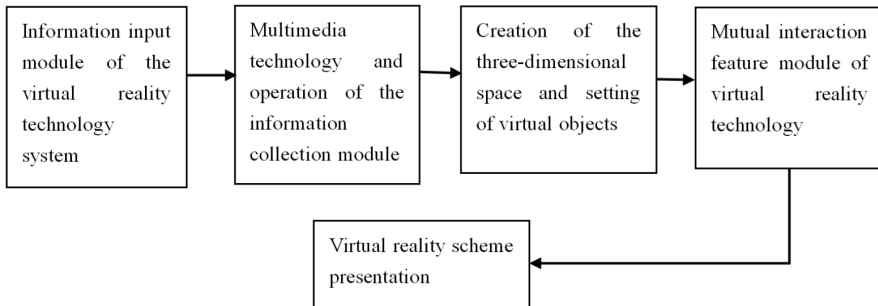 Information input
module of the
virtual reality
technology
system
Multimedia
technology and
operation of the
information
collection module
Creation of the
three-dimensional
space and setting
of virtual objects
Mutual interaction
feature module of
virtual reality
technology
Virtual reality scheme
presentation